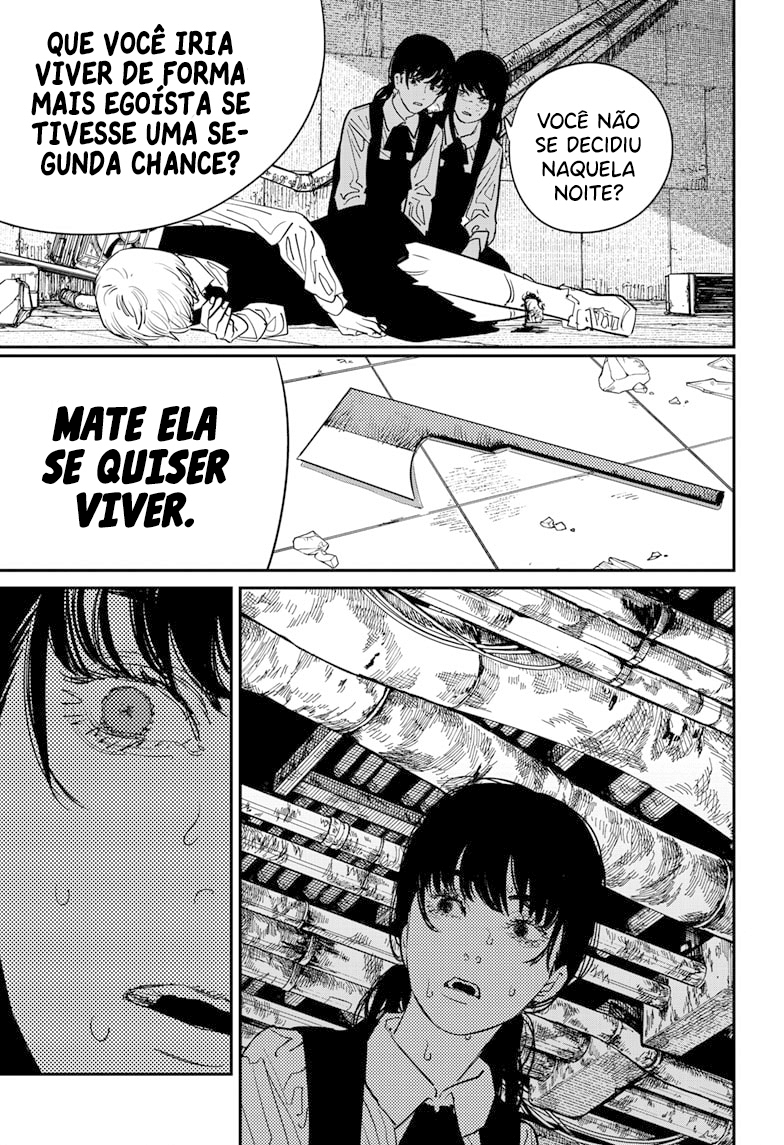 VOCÊ NÃO
SE DECIDIU
NAQUELA
NOITE?
QUE VOCÊ IRIA
VIVER DE FORMA
MAIS EGOÍSTA SE
TIVESSE UMA SE-
GUNDA CHANCE?
MATE ELA
SE QUISER
VIVER.